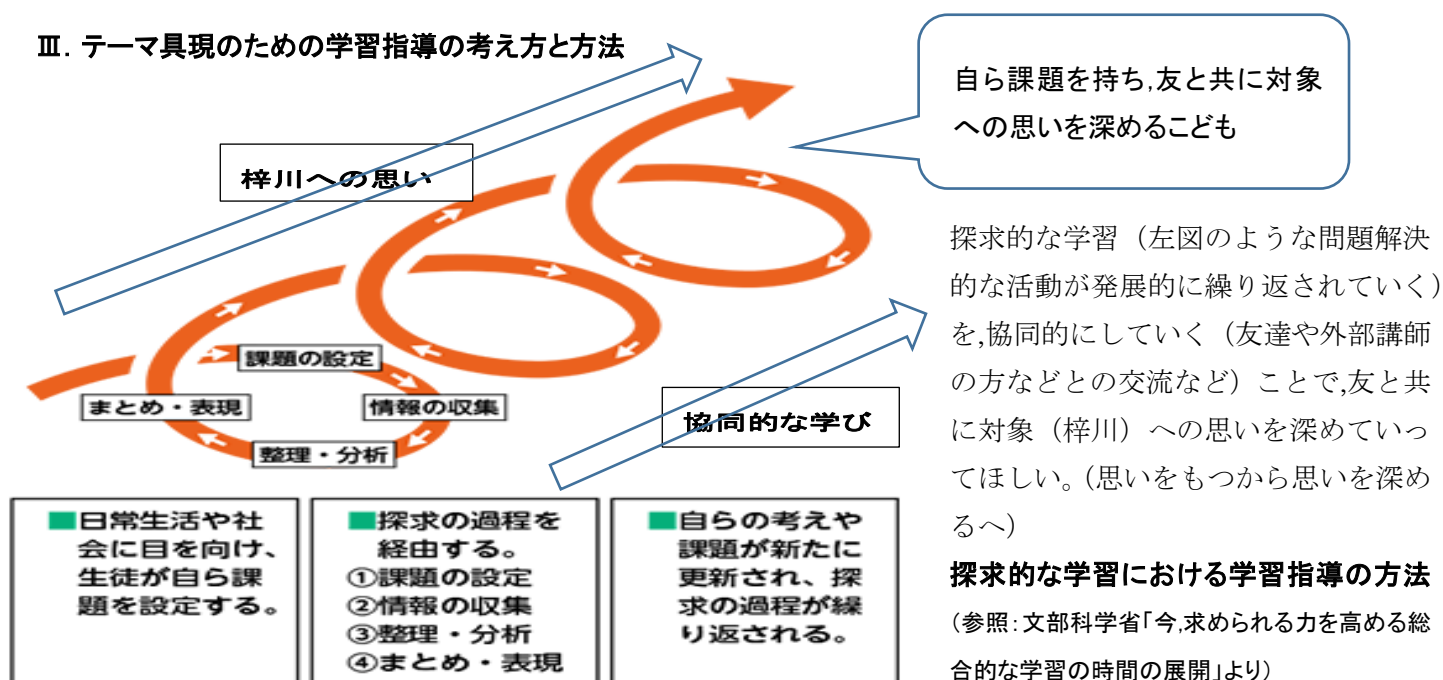 Ⅲ．テーマ具現のための学習指導の考え方と方法
自ら課題を持ち,友と共に対象
への思いを深めるこども
梓川への思い
課題の設定
まとめ・表現
情報の収集
整理・分析
協同的な学び
探求的な学習（左図のような問題解決
的な活動が発展的に繰り返されていく）
を,協同的にしていく（友達や外部講師
の方などとの交流など）ことで,友と共
に対象（梓川）への思いを深めていっ
てほしい。（思いをもつから思いを深め
るへ）
探求的な学習における学習指導の方法
（参照：文部科学省「今,求められる力を高める総
合的な学習の時間の展開」より）
■日常生活や社
会に目を向け、
生徒が自ら課
題を設定する。
■探求の過程を
経由する。
①課題の設定
②情報の収集
③整理・分析
④まとめ・表現
■自らの考えや
課題が新たに
更新され、探
求の過程が繰
り返される。